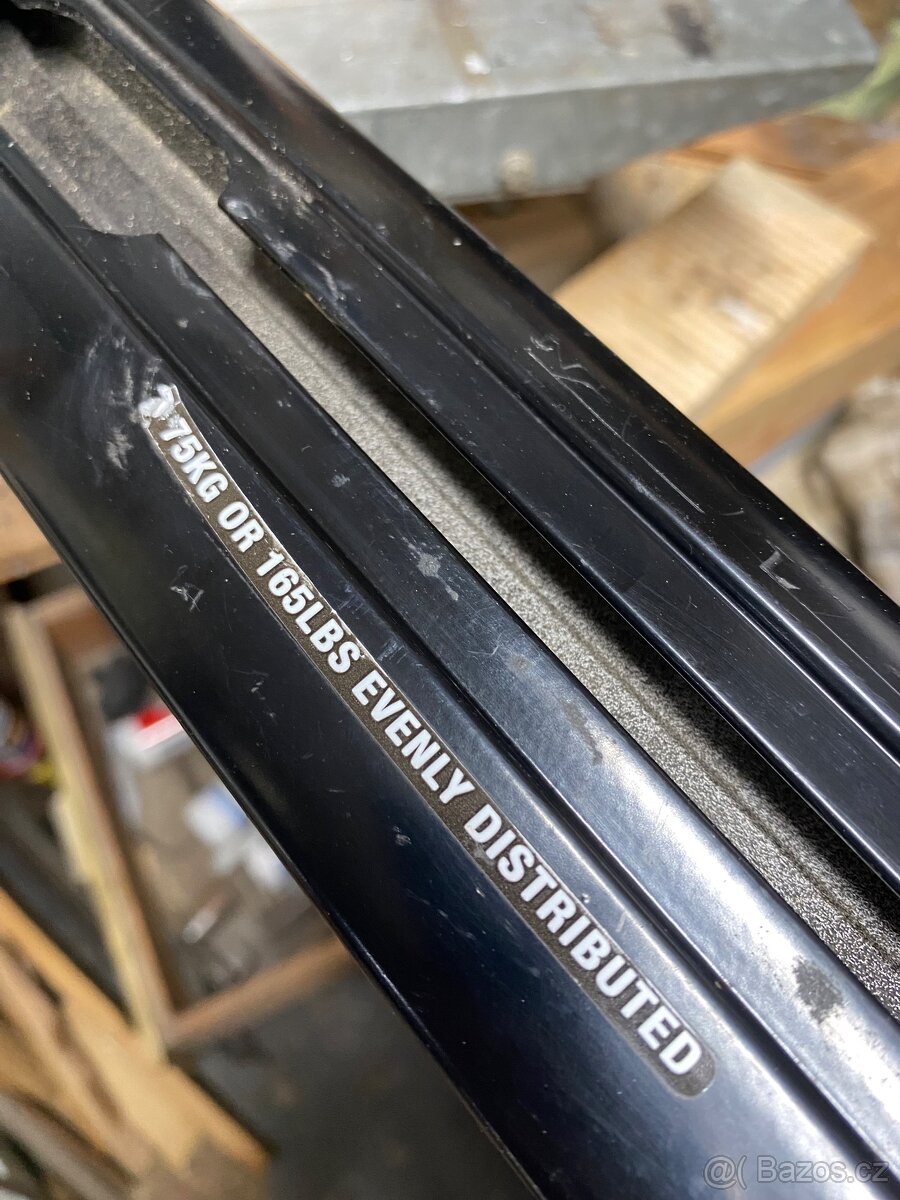 75KG OR 165LBS EVENLY DISTRIBUTED
@( Bazos.cz